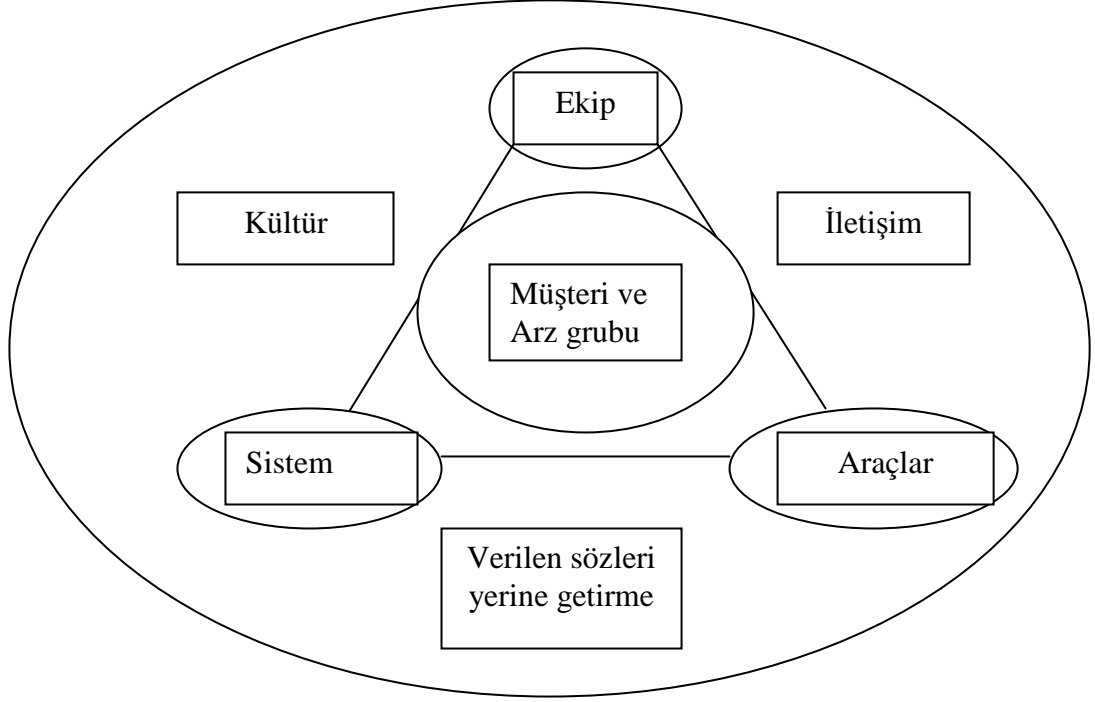 Ekip
Kültür
İletişim
Müşteri ve
Arz grubu
Sistem
Araçlar
Verilen sözleri
yerine getirme